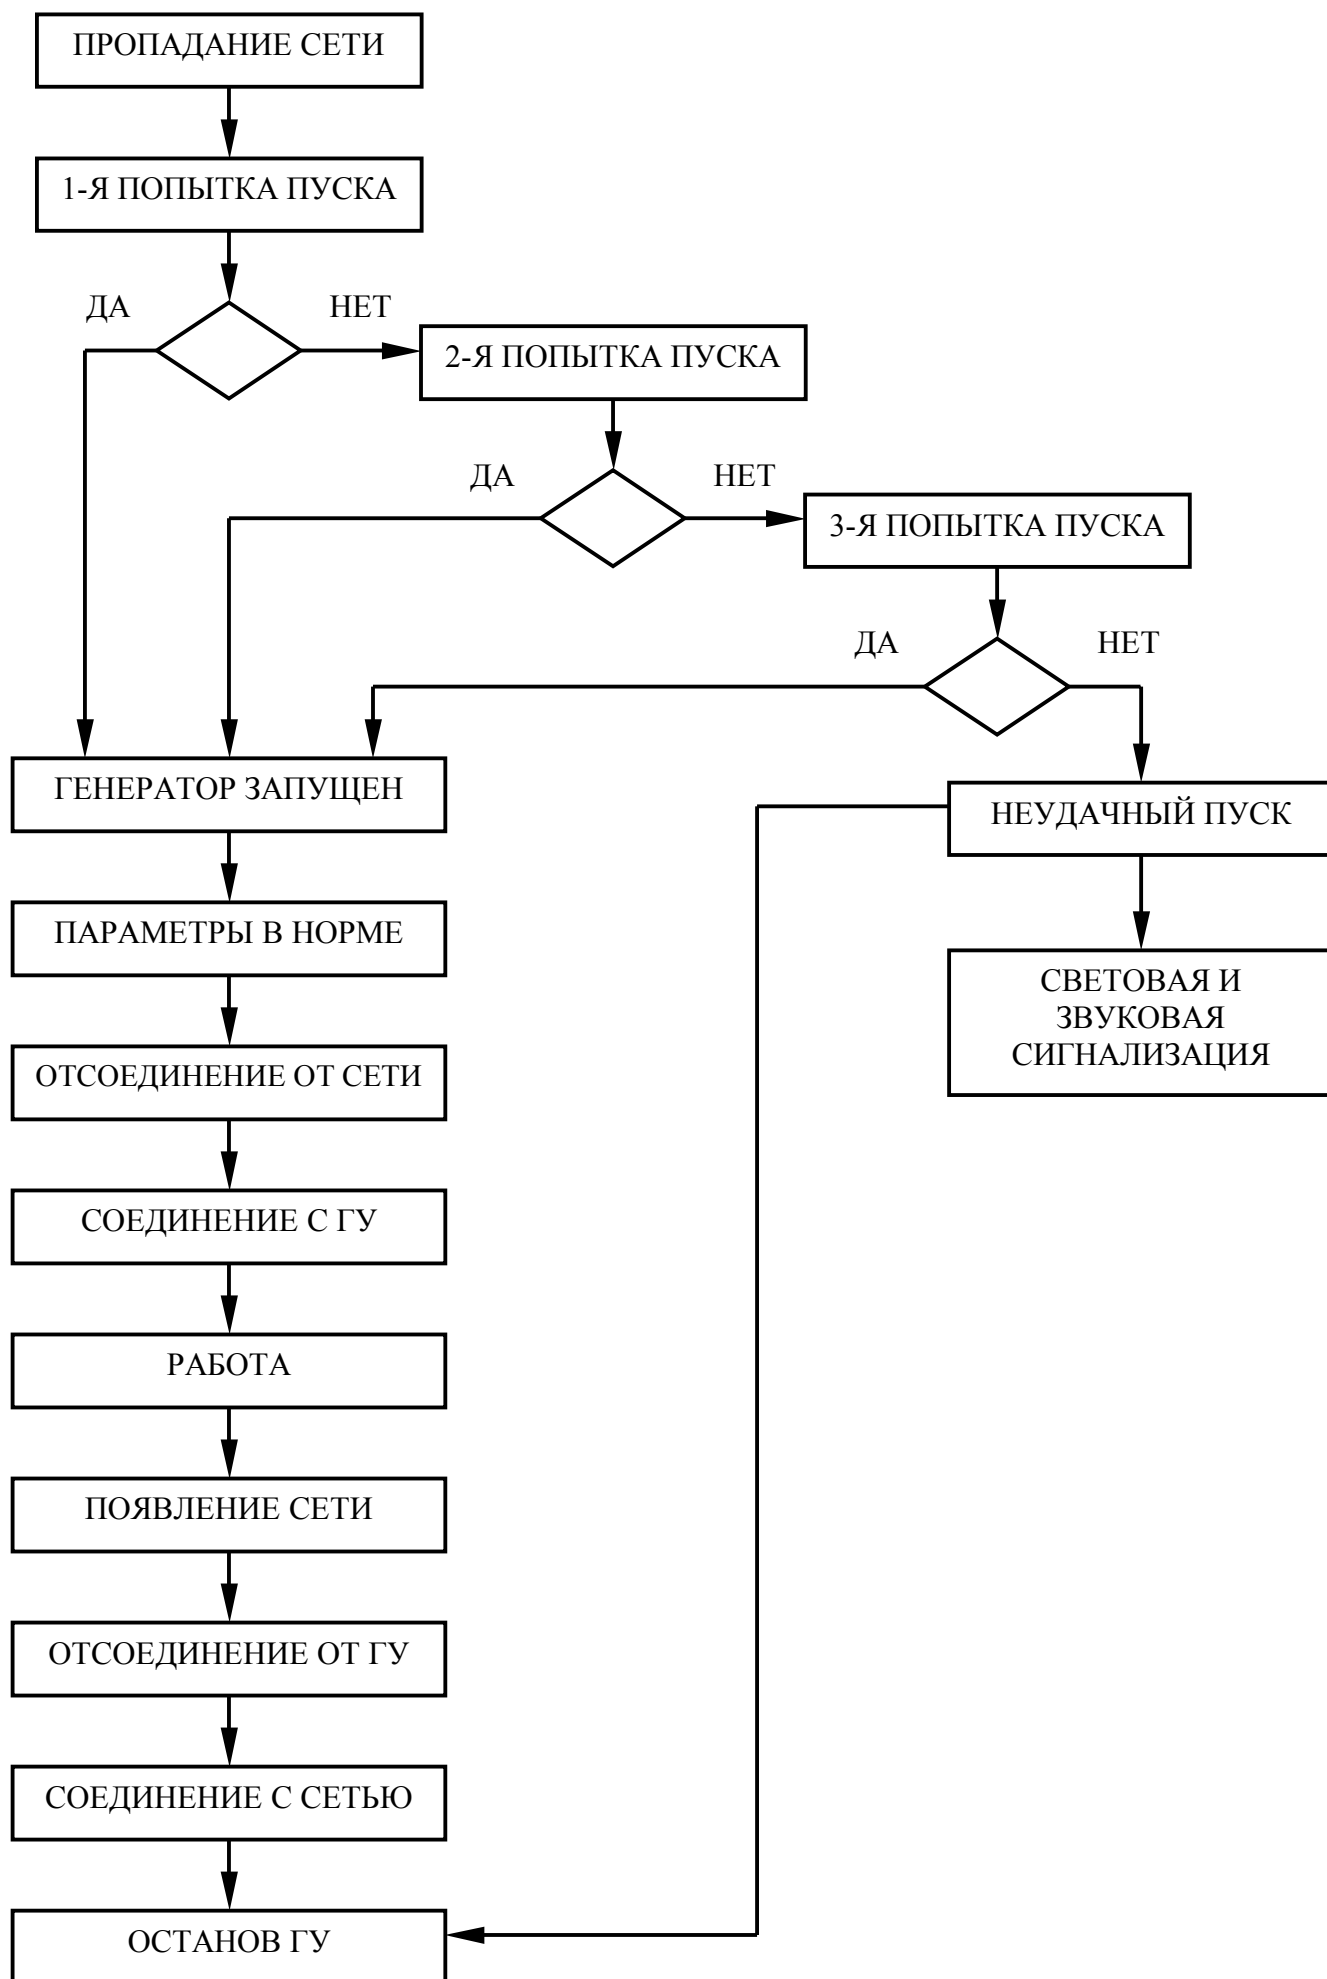 ПРОПАДАНИЕ СЕТИ
1-Я ПОПЫТКА ПУСКА
ДА
НЕТ
2-Я ПОПЫТКА ПУСКА
ДА
НЕТ
3-Я ПОПЫТКА ПУСКА
ДА
НЕТ
ГЕНЕРАТОР ЗАПУЩЕН
НЕУДАЧНЫЙ ПУСК
ПАРАМЕТРЫ В НОРМЕ
СВЕТОВАЯ И
ЗВУКОВАЯ
СИГНАЛИЗАЦИЯ
ОТСОЕДИНЕНИЕ ОТ СЕТИ
СОЕДИНЕНИЕ С ГУ
РАБОТА
ПОЯВЛЕНИЕ СЕТИ
ОТСОЕДИНЕНИЕ ОТ ГУ
СОЕДИНЕНИЕ С СЕТЬЮ
ОСТАНОВ ГУ